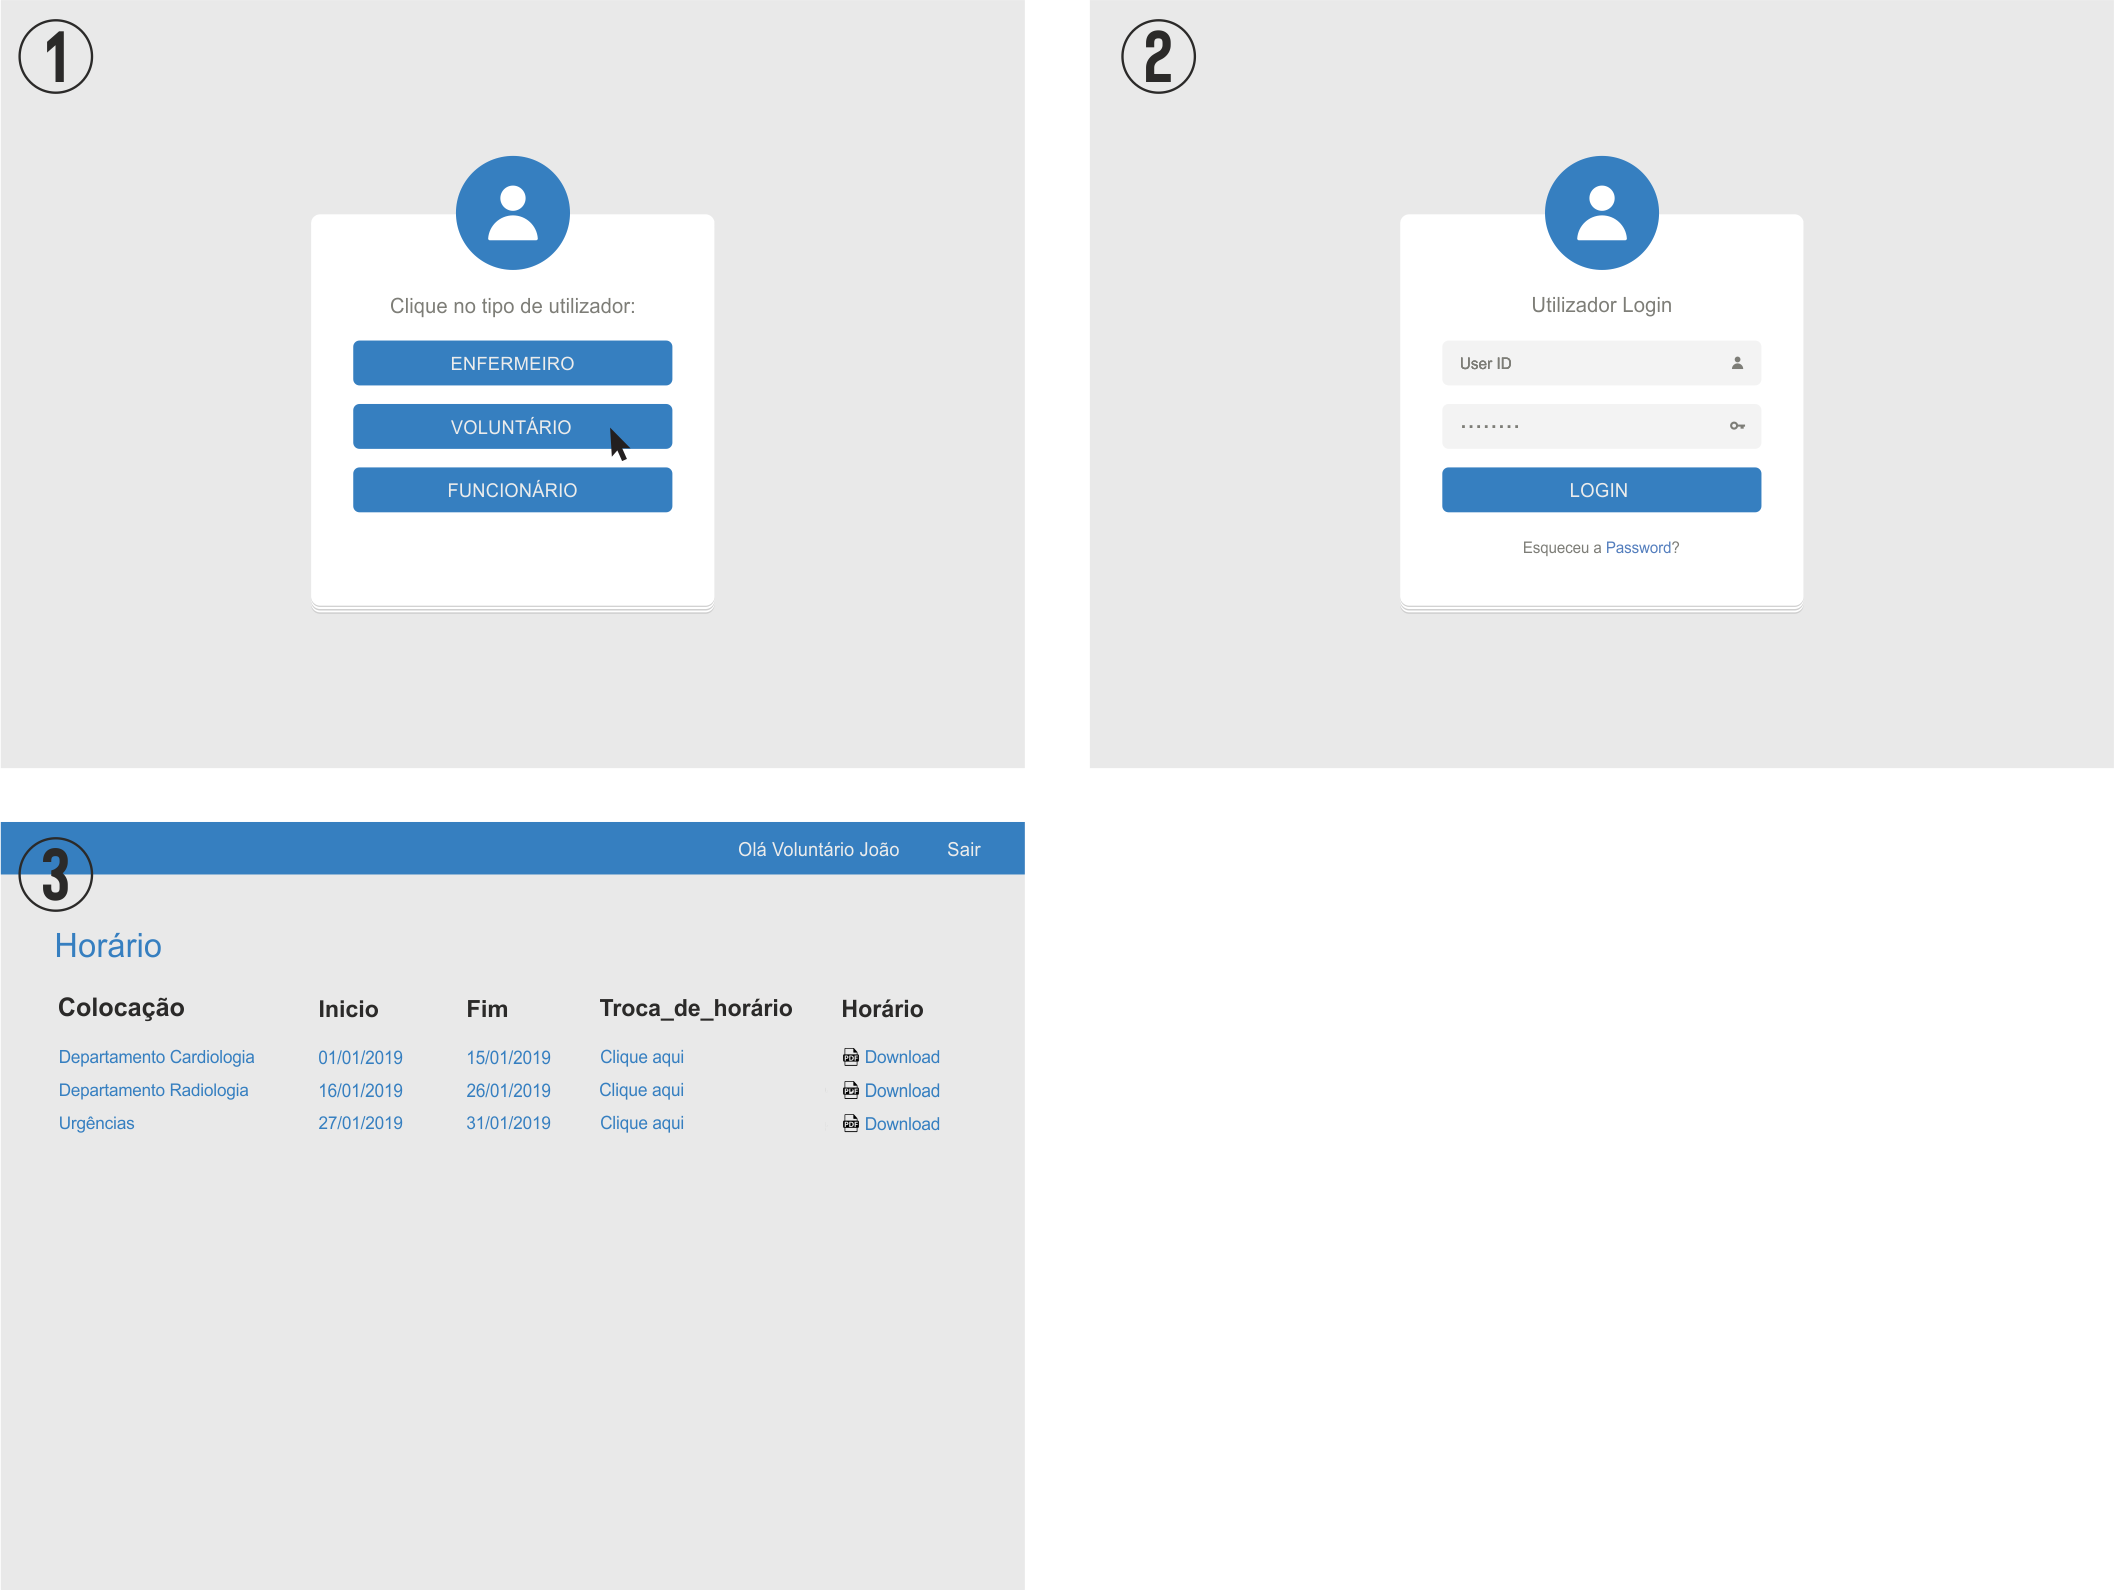 1
Clique no tipo de utilizador:
ENFERMEIRO
VOLUNTÁRIO
FUNCIONÁRIO
2
Utilizador Login
User ID
........
LOGIN
Esqueceu a Password?
3
Olá Voluntário João Sair
Horário
Colocação Inicio Fim Troca_de_horário Horário
Departamento Cardiologia 01/01/2019 15/01/2019 Clique aqui PDF Download
Departamento Radiologia 16/01/2019 26/01/2019 Clique aqui PDF Download
Urgências 27/01/2019 31/01/2019 Clique aqui PDF Download